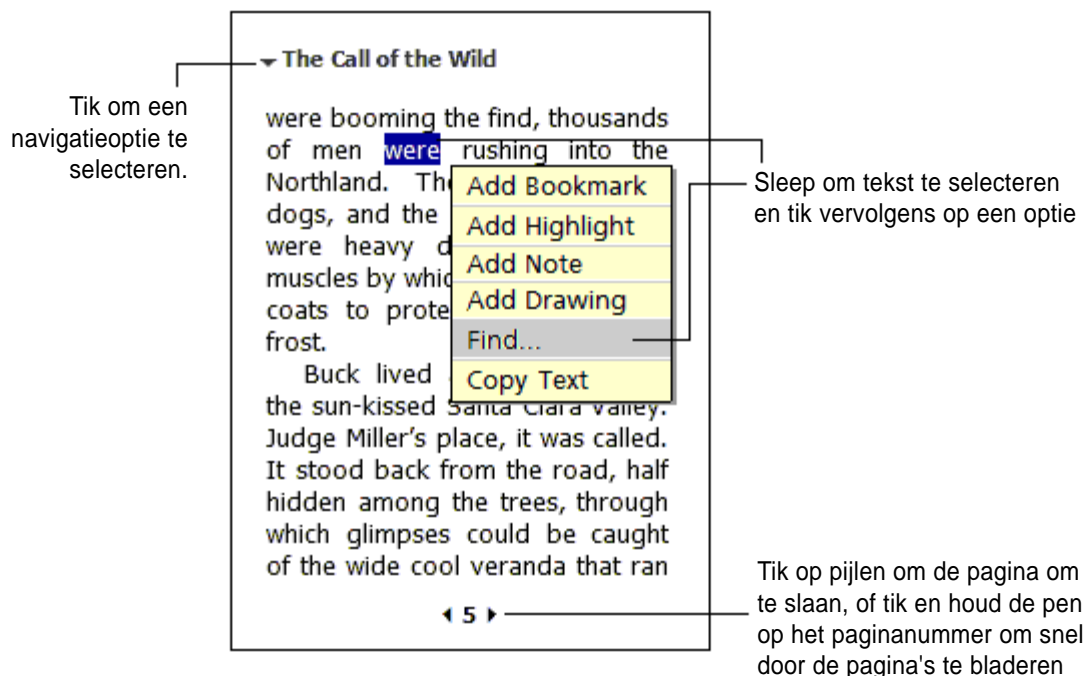 The Call of the Wild
Tik om een
navigatieoptie te
selecteren.
were booming the find, thousands
of men were rushing into the
Northland. The
dogs, and the
were heavy d
muscles by whic
coats to prote
frost.
Buck lived
the sun-kissed Santa Clara Valley.
Judge Miller's place, it was called.
It stood back from the road, half
hidden among the trees, through
which glimpses could be caught
of the wide cool veranda that ran
Add Bookmark
Add Highlight
Add Note
Add Drawing
Find...
Copy Text
Sleep om tekst te selecteren
en tik vervolgens op een optie
5
Tik op pijlen om de pagina om
te slaan, of tik en houd de pen
op het paginanummer om snel
door de pagina's te bladeren